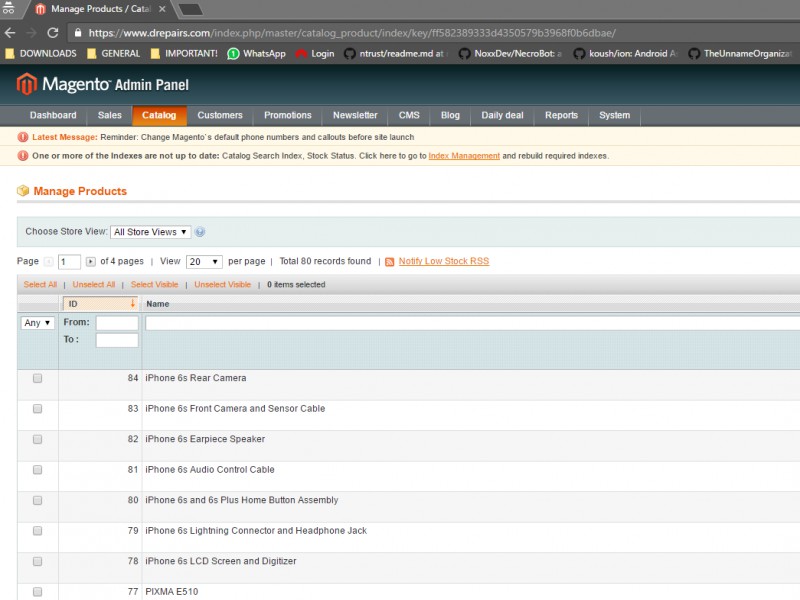 Manage Products / Catal
https://www.drepairs.com/index.php/master/catalog_product/index/key/ff582389333d4350579b3968f0b6dbae/
DOWNLOADS GENERAL IMPORTANT! WhatsApp Login ntrust/readme.md at NoxxDev/NecroBot: a koush/ion: Android A TheUnnameOrganizat
Magento Admin Panel
Dashboard Sales Catalog Customers Promotions Newsletter CMS Blog Daily deal Reports System
Latest Message: Reminder: Change Magento`s default phone numbers and callouts before site launch
One or more of the Indexes are not up to date: Catalog Search Index, Stock Status. Click here to go to Index Management and rebuild required indexes.
Manage Products
Choose Store View: All Store Views
Page 1 of 4 pages | View 20 per page | Total 80 records found | Notify Low Stock RSS
Select All | Unselect All | Select Visible | Unselect Visible | 0 items selected
ID Name
Any From:
To :
84 iPhone 6s Rear Camera
83 iPhone 6s Front Camera and Sensor Cable
82 iPhone 6s Earpiece Speaker
81 iPhone 6s Audio Control Cable
80 iPhone 6s and 6s Plus Home Button Assembly
79 iPhone 6s Lightning Connector and Headphone Jack
78 iPhone 6s LCD Screen and Digitizer
77 PIXMA E510